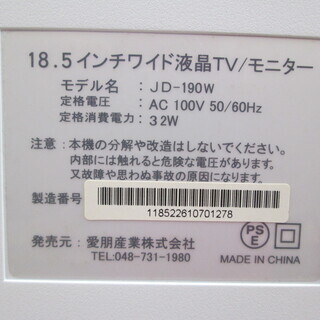 18.5インチワイド液晶TV/モニター
モデル名 : JD-190W
定格電圧 : AC 100V 50/60Hz
定格消費電力 : 32W
注意 : 本機の分解や改造はしないでください。
内部には触れると危険な電圧があります。
又故障や思わぬ事故の原因になります。
製造番号
118522610701278
発売元 : 愛朋産業株式会社
TEL:048-731-1980
PS
E
MADE IN CHINA